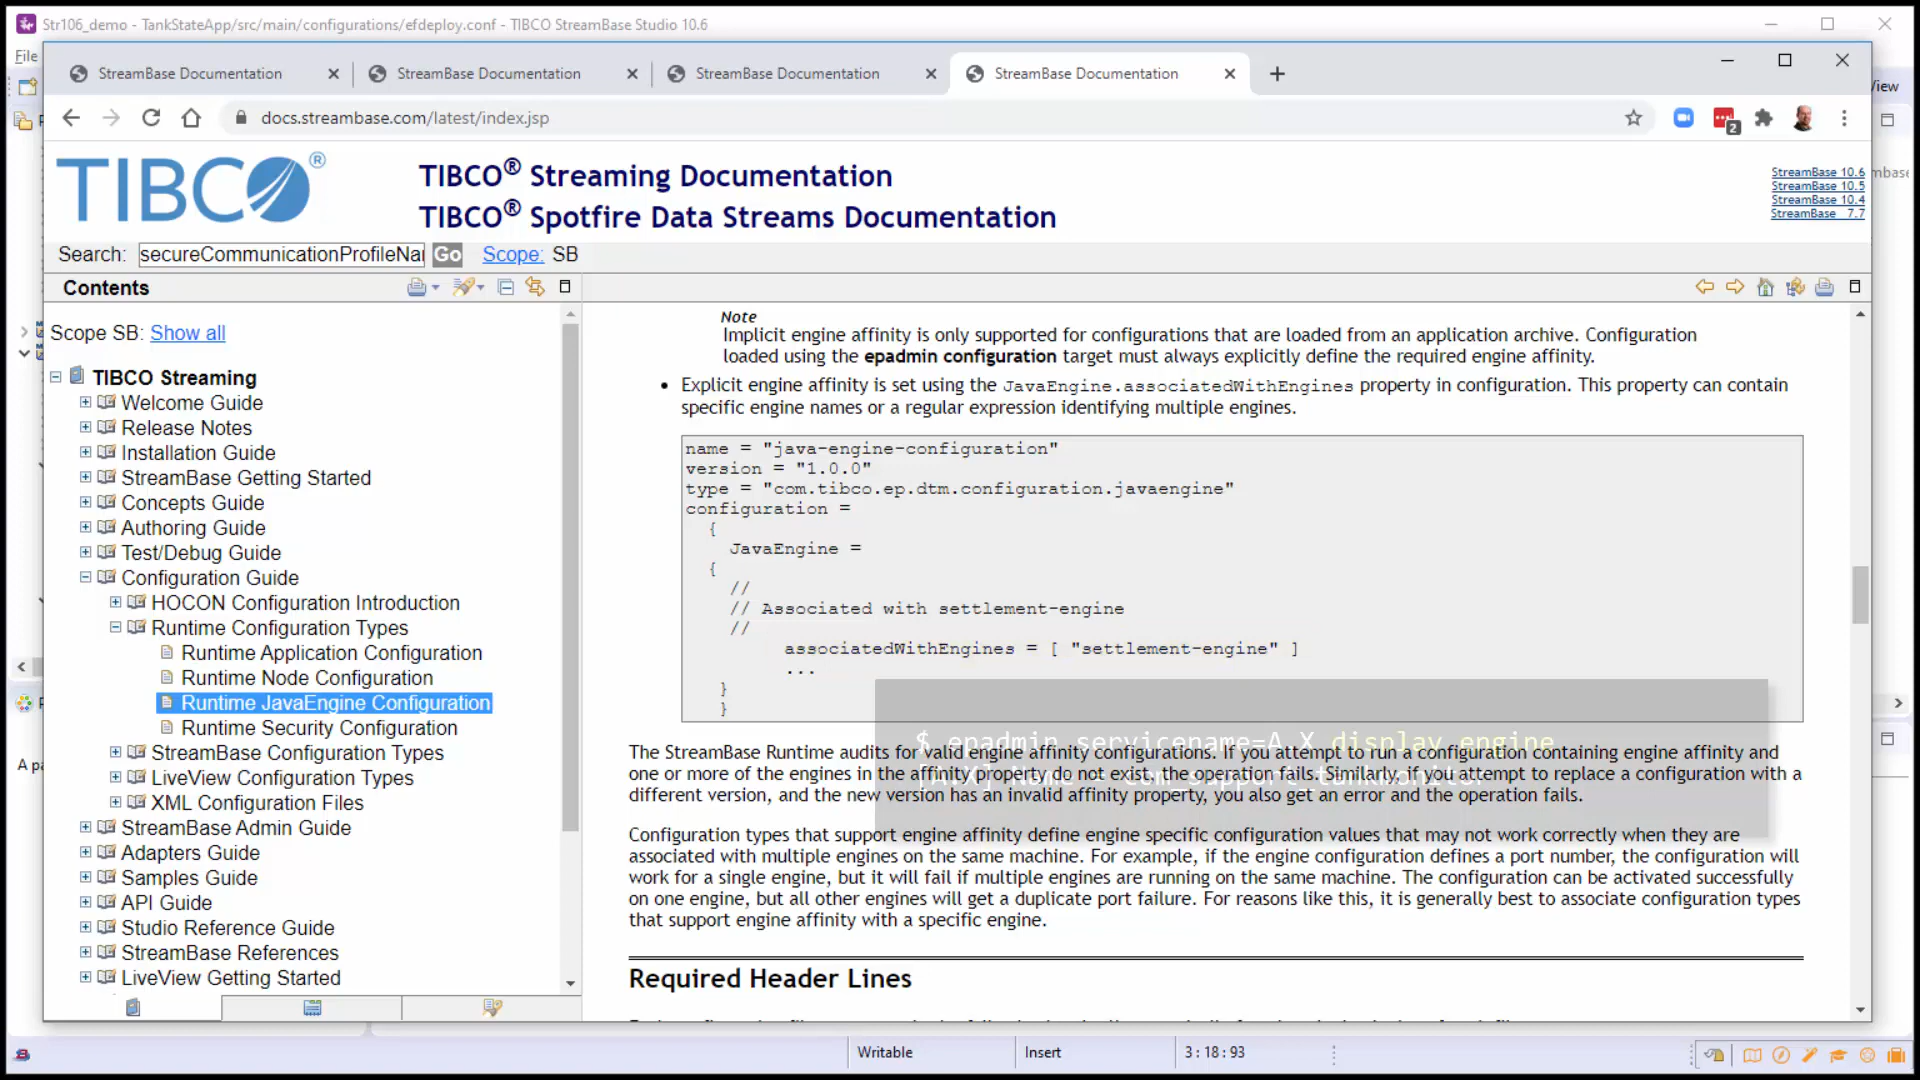 Str106_demo - TankStateApp/src/main/configurations/efdeploy.conf - TIBCO StreamBase Studio 10.6
File
StreamBase Documentation
StreamBase Documentation
StreamBase Documentation
StreamBase Documentation
docs.streambase.com/latest/index.jsp
2
TIBCO®
TIBCO® Streaming Documentation
TIBCO® Spotfire Data Streams Documentation
StreamBase 10.6
StreamBase 10.5
StreamBase 10.4
StreamBase 7.7
Search: secureCommunicationProfileNa Go Scope: SB
Contents
Scope SB: Show all
TIBCO Streaming
Welcome Guide
Release Notes
Installation Guide
StreamBase Getting Started
Concepts Guide
Authoring Guide
Test/Debug Guide
Configuration Guide
HOCON Configuration Introduction
Runtime Configuration Types
Runtime Application Configuration
Runtime Node Configuration
Runtime JavaEngine Configuration
Runtime Security Configuration
StreamBase Configuration Types
LiveView Configuration Types
XML Configuration Files
StreamBase Admin Guide
Adapters Guide
Samples Guide
API Guide
Studio Reference Guide
StreamBase References
LiveView Getting Started
Note
Implicit engine affinity is only supported for configurations that are loaded from an application archive. Configuration
loaded using the epadmin configuration target must always explicitly define the required engine affinity.
• Explicit engine affinity is set using the JavaEngine.associatedWithEngines property in configuration. This property can contain
specific engine names or a regular expression identifying multiple engines.
name = "java-engine-configuration"
version = "1.0.0"
type = "com.tibco.ep.dtm.configuration.javaengine"
configuration =
{
JavaEngine =
{
//
// Associated with settlement-engine
//
associatedWithEngines = [ "settlement-engine" ]
...
}
}
$ epadmin servicename=A.X display engine
The StreamBase Runtime audits for valid engine affinity configurations. If you attempt to run a configuration containing engine affinity and
one or more of the engines in the affinity property do not exist, the operation fails. Similarly, if you attempt to replace a configuration with a
different version, and the new version has an invalid affinity property, you also get an error and the operation fails.
Configuration types that support engine affinity define engine specific configuration values that may not work correctly when they are
associated with multiple engines on the same machine. For example, if the engine configuration defines a port number, the configuration will
work for a single engine, but it will fail if multiple engines are running on the same machine. The configuration can be activated successfully
on one engine, but all other engines will get a duplicate port failure. For reasons like this, it is generally best to associate configuration types
that support engine affinity with a specific engine.
Required Header Lines
Writable
Insert
3 : 18 : 93